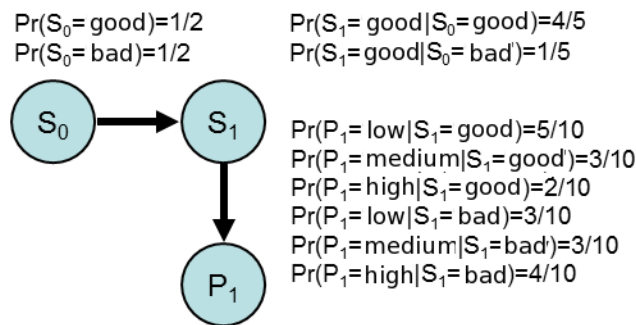 Pr(S₀= good)=1/2
Pr(S₀= bad)=1/2
Pr(S₁= good|S₀=good)=4/5
Pr(S₁=good|S₀=bad')=1/5
S₀
S₁
P₁
Pr(P₁= low|S₁=good)=5/10
Pr(P₁=medium|S₁=good')=3/10
Pr(P₁=high|S₁=good)=2/10
Pr(P₁=low|S₁=bad)=3/10
Pr(P₁=medium|S₁=bad')=3/10
Pr(P₁=high|S₁=bad)=4/10